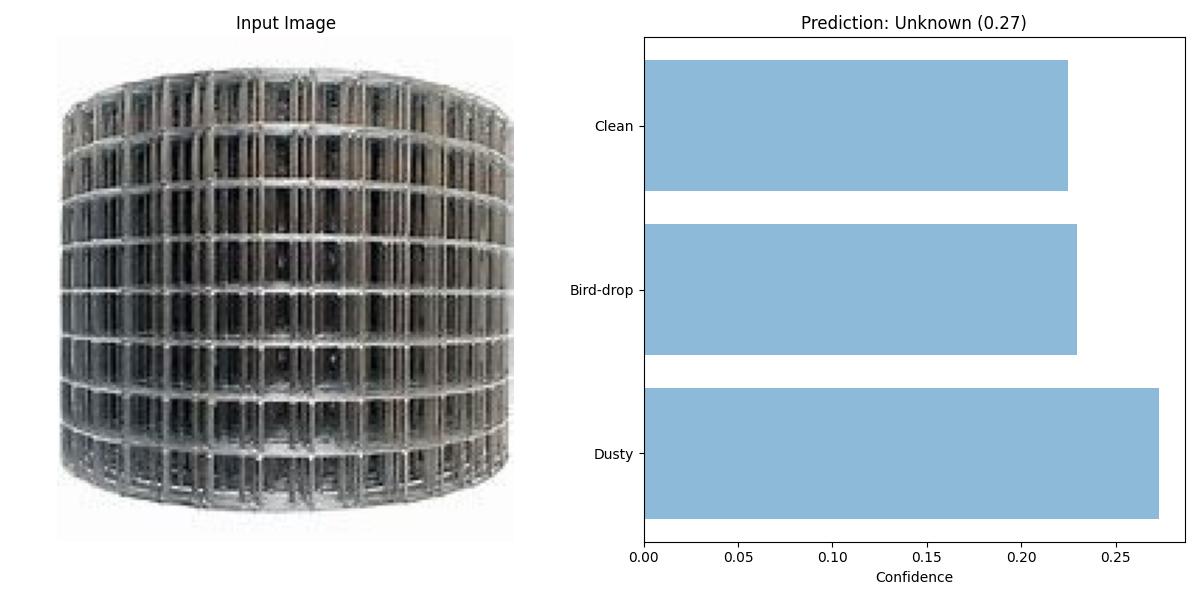 Input Image
Prediction: Unknown (0.27)
Clean
Bird-drop
Dusty
0.00 0.05 0.10 0.15 0.20 0.25
Confidence